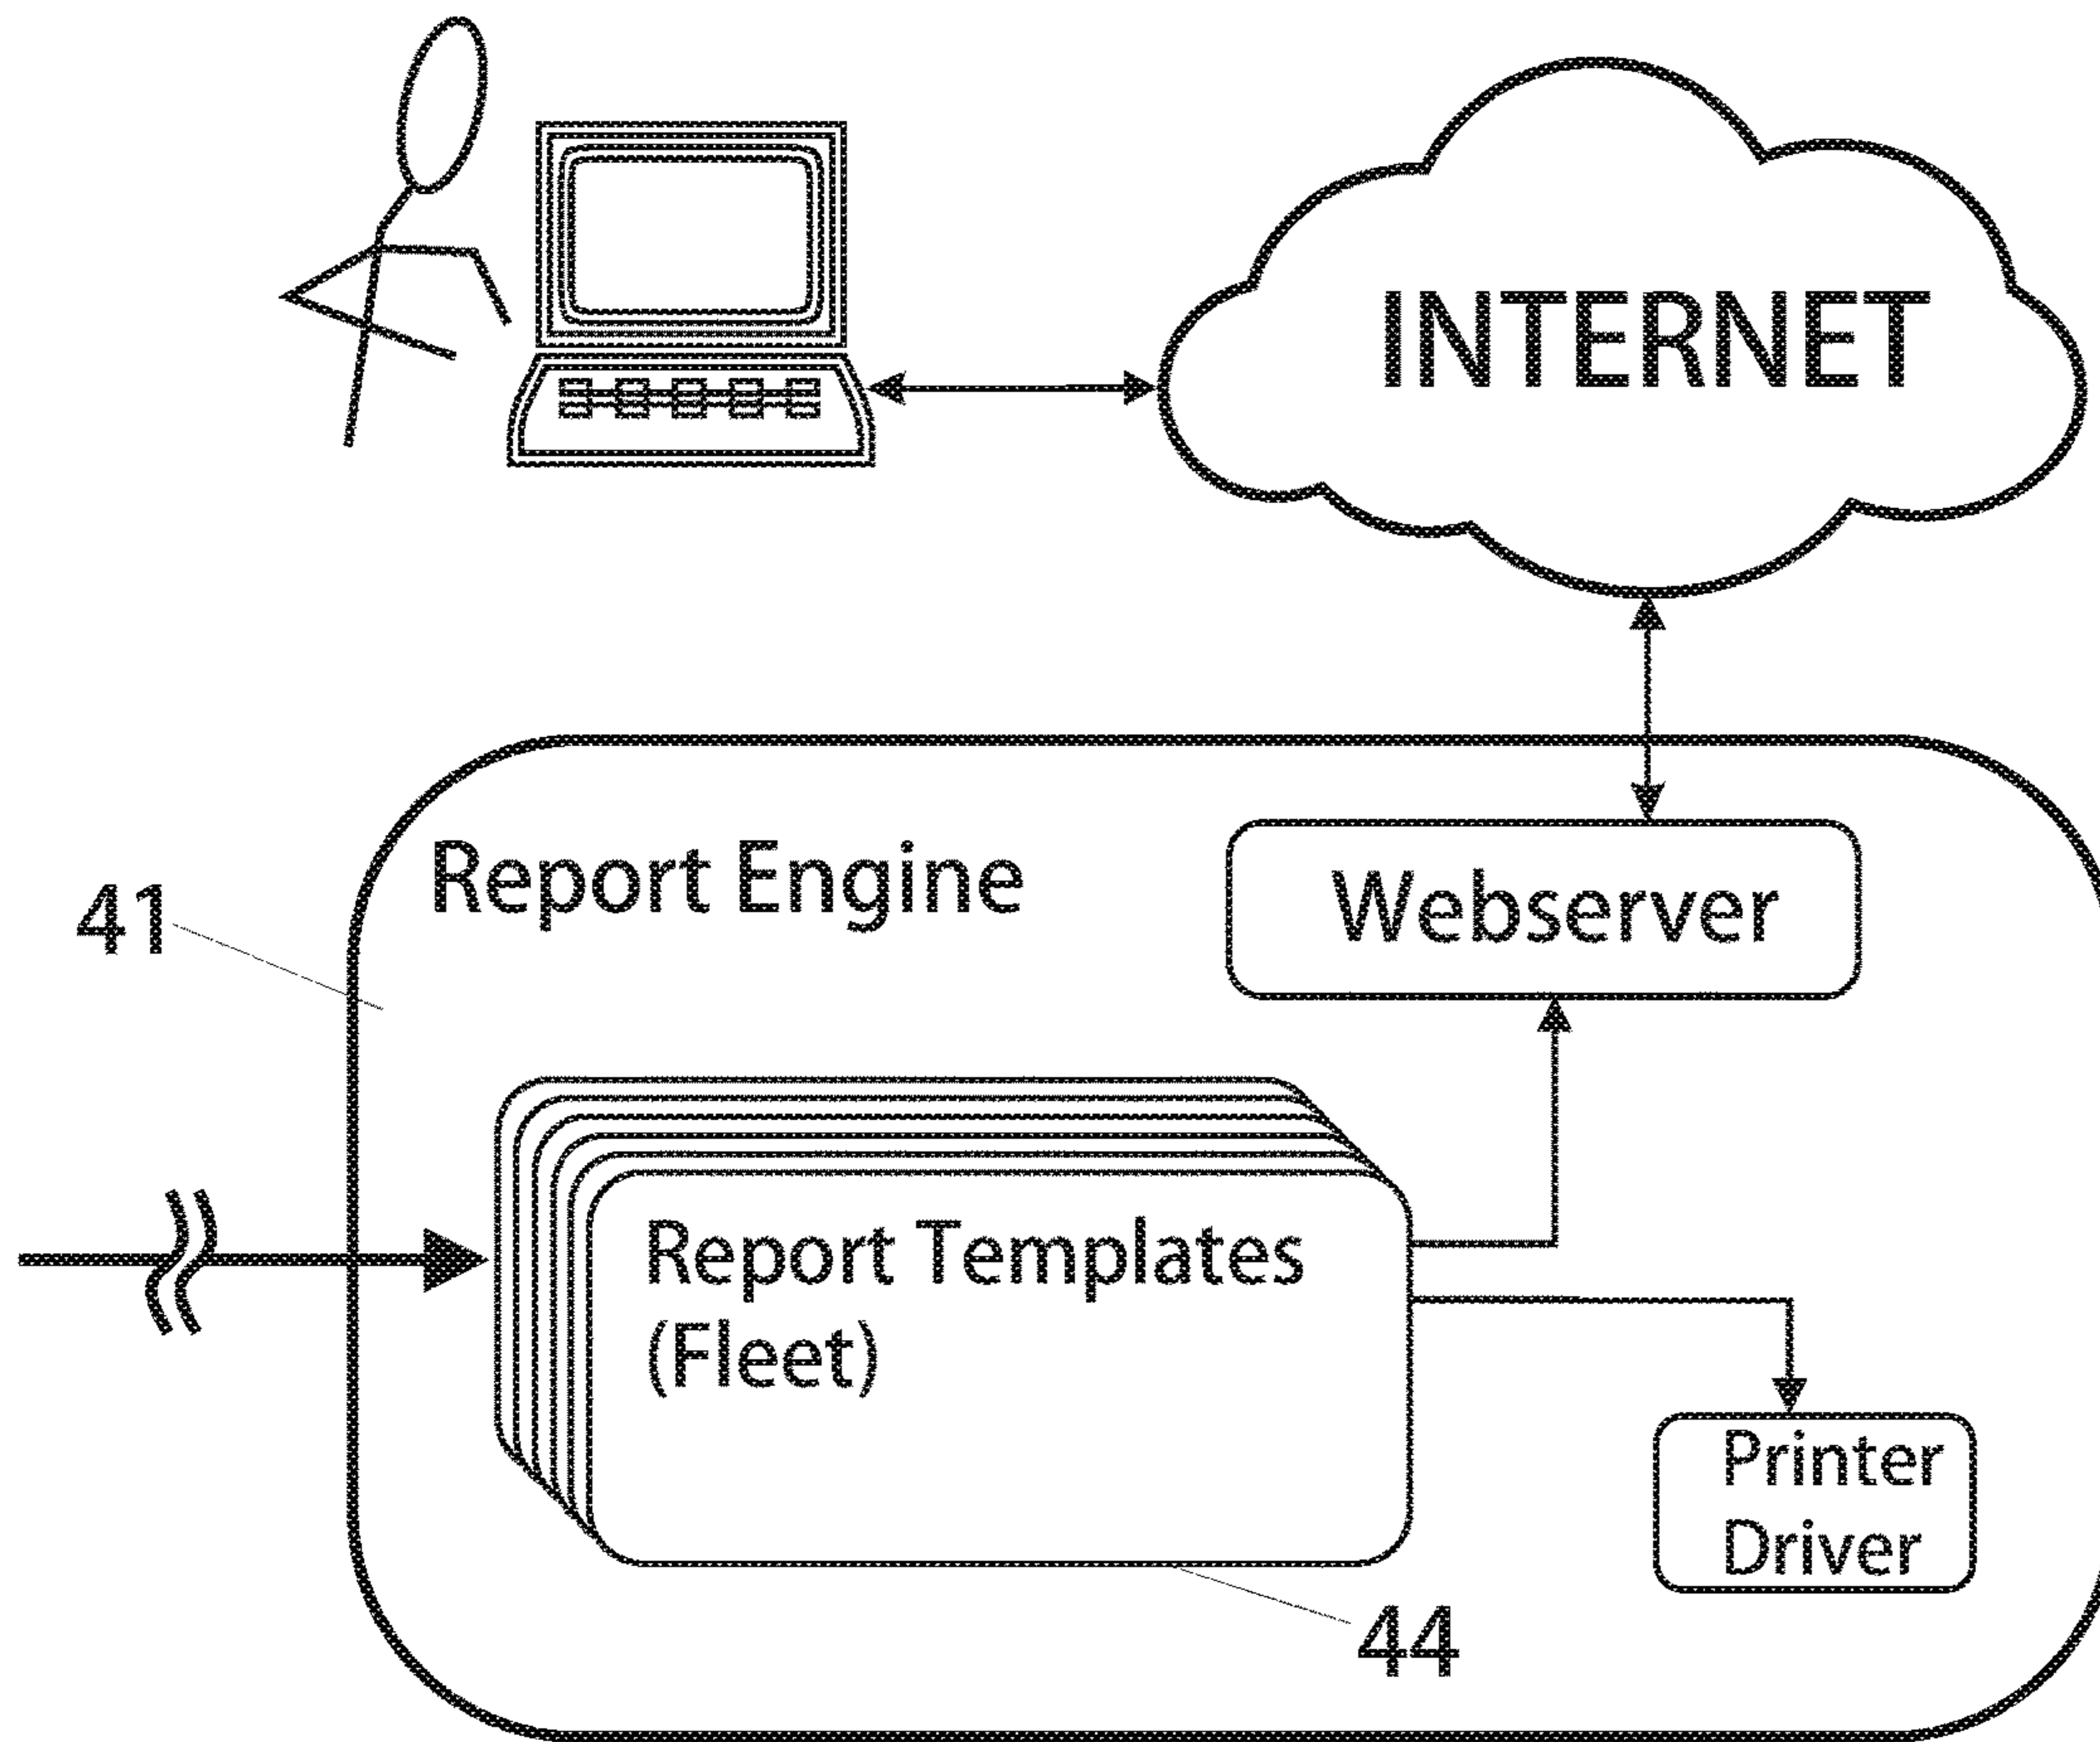 INTERNET
Report Engine
Webserver
41
Report Templates
(Fleet)
Printer
Driver
44